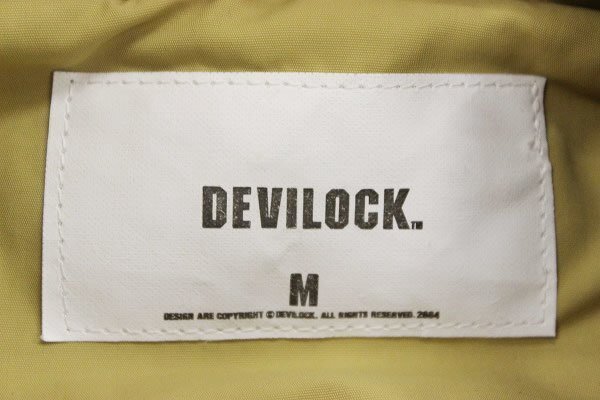 DEVILOCK.™
M
DESIGN ARE COPYRIGHT © DEVILOCK. ALL RIGHTS RESERVED. 2004